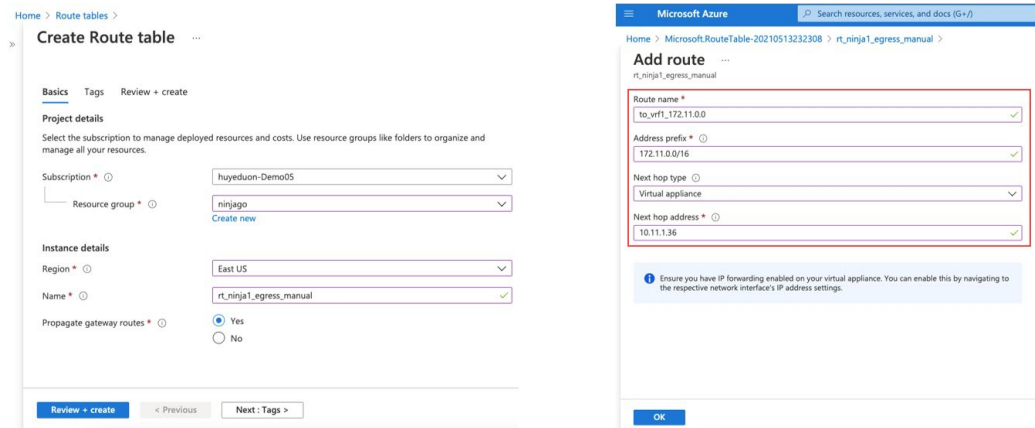 Home > Route tables >
Create Route table ...
Basics Tags Review + create
Project details
Select the subscription to manage deployed resources and costs. Use resource groups like folders to organize and
manage all your resources.
Subscription * huyeduon-Demo05
Resource group * ninjago
Create new
Instance details
Region * East US
Name * rt_ninja1_egress_manual
Propagate gateway routes * Yes
No
Review + create < Previous Next : Tags >
Microsoft Azure Search resources, services, and docs (G+/)
Home > Microsoft.RouteTable-20210513232308 > rt_ninja1_egress_manual >
Add route ...
rt_ninja1_egress_manual
Route name *
to_vrf1_172.11.0.0
Address prefix *
172.11.0.0/16
Next hop type
Virtual appliance
Next hop address *
10.11.1.36
Ensure you have IP forwarding enabled on your virtual appliance. You can enable this by navigating to
the respective network interface's IP address settings.
OK